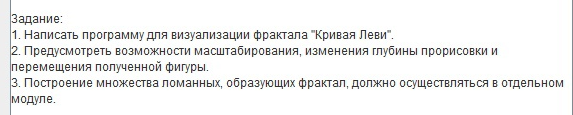 Задание:
1. Написать программу для визуализации фрактала "Кривая Леви".
2. Предусмотреть возможности масштабирования, изменения глубины прорисовки и
перемещения полученной фигуры.
3. Построение множества ломанных, образующих фрактал, должно осуществляться в отдельном
модуле.